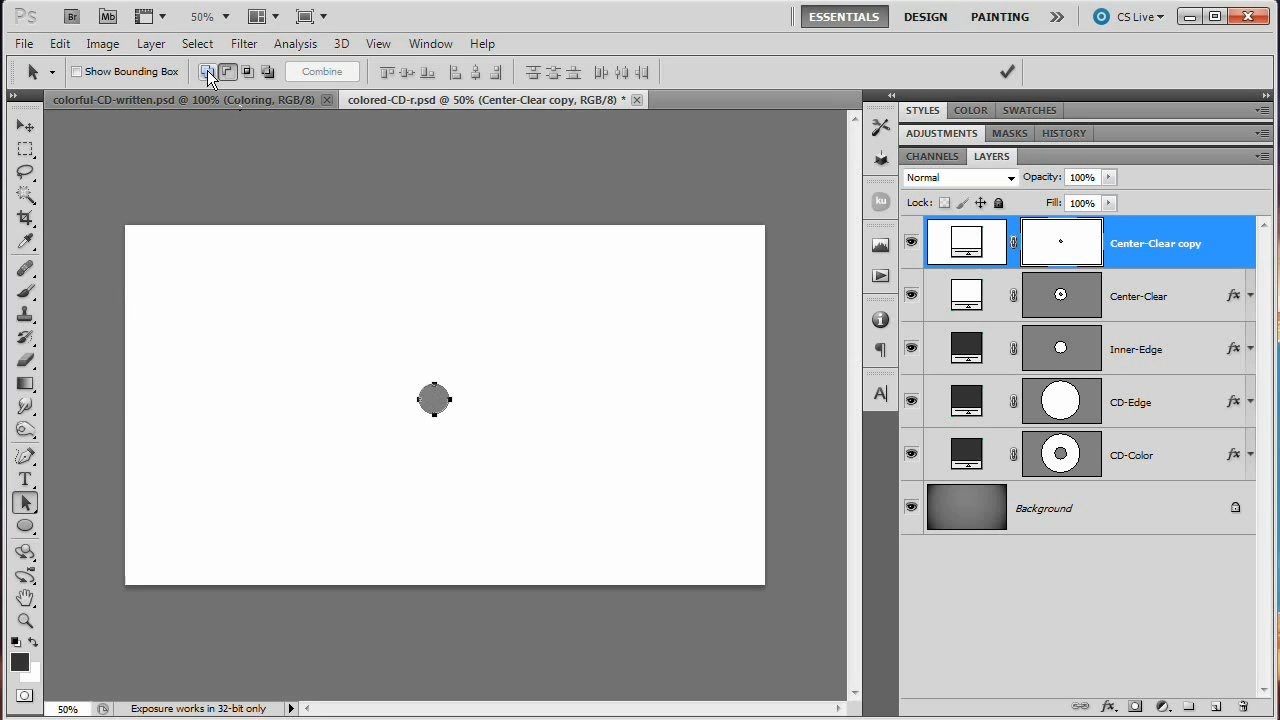 Ps Br Mb 50% ESSENTIALS DESIGN PAINTING CS Live
File Edit Image Layer Select Filter Analysis 3D View Window Help
Show Bounding Box Combine
colorful-CD-written.psd @ 100% (Coloring, RGB/8) colored-CD-r.psd @ 50% (Center-Clear copy, RGB/8) *
STYLES COLOR SWATCHES
ADJUSTMENTS MASKS HISTORY
CHANNELS LAYERS
Normal Opacity: 100%
Lock: Fill: 100%
ku
Center-Clear copy
Center-Clear fx
Inner-Edge fx
A
CD-Edge fx
CD-Color fx
T
Background
50% Exposure works in 32-bit only
fx